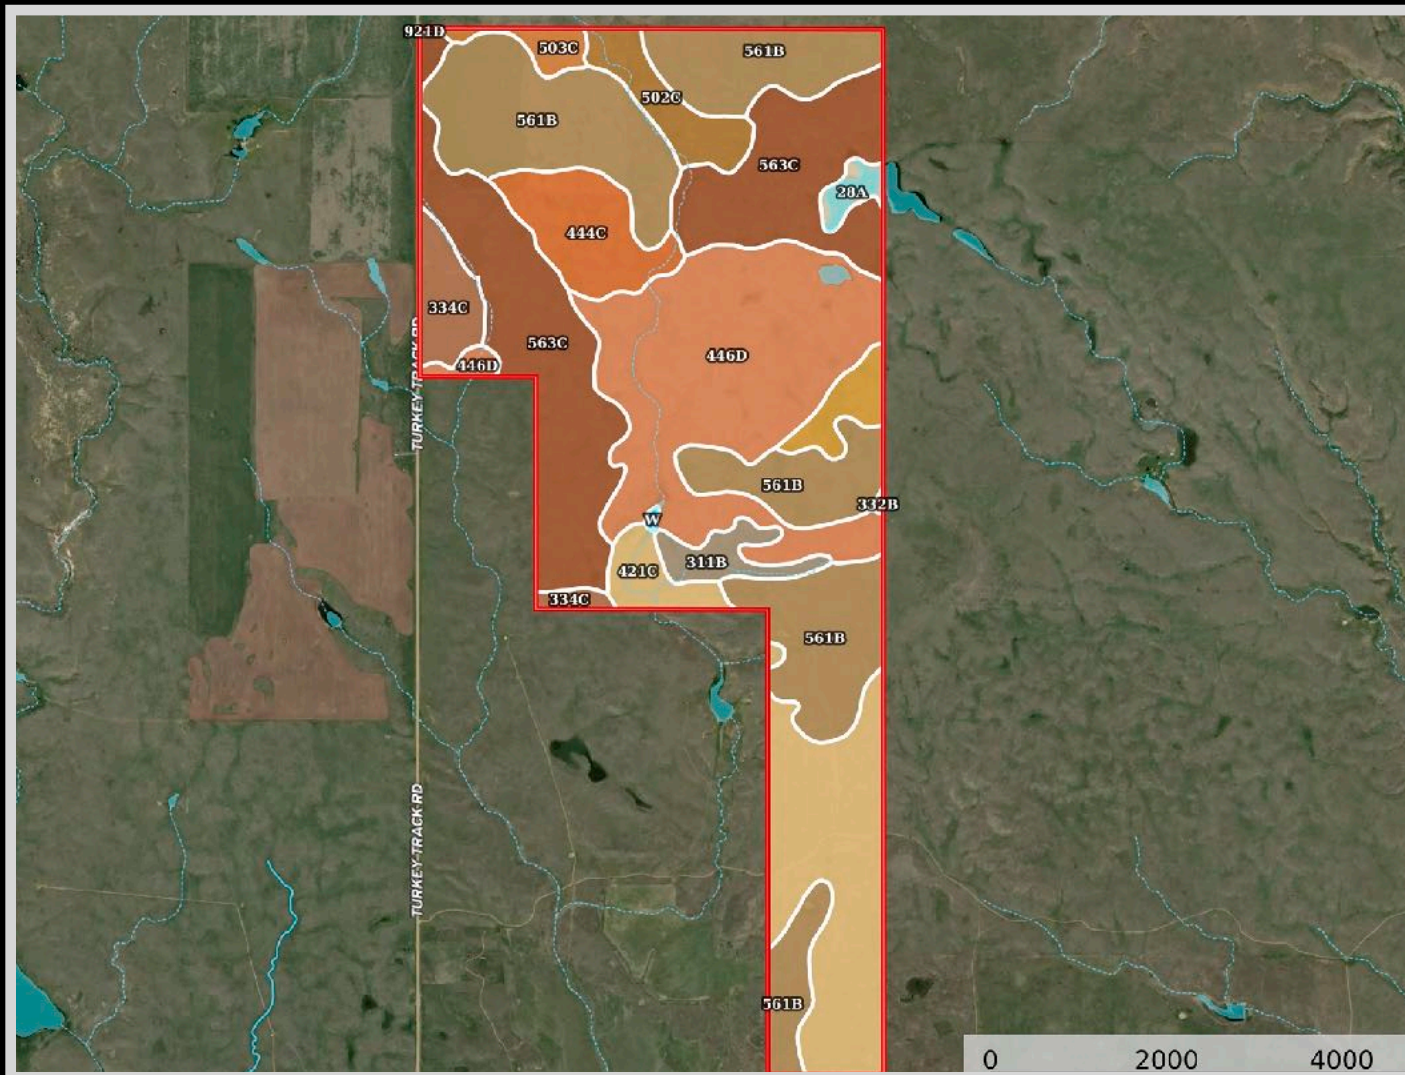 921D
503C
561B
502C
561B
563C
28A
444C
334C
563C
446D
446D
561B
332B
W
311B
421C
334C
561B
561B
TURKEY-TRACK RD
TURKEY-TRACK-RD
0 2000 4000